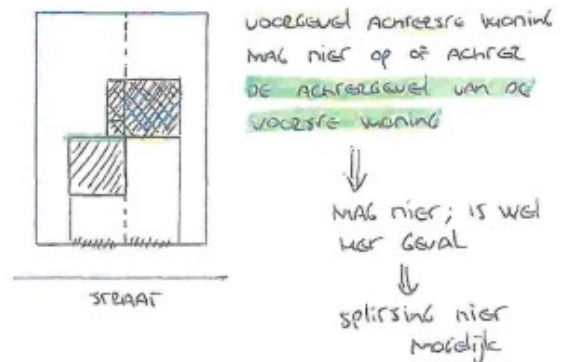 VOORGEVEL ACHTERSTE WONING
MAG NIET OP OF ACHTER
DE ACHTERGEVEL VAN DE
VOORSTE WONING
MAG NIET; IS WEL
HET GEVAL
SPLITSING NIET
MOGELIJK
STRAAT